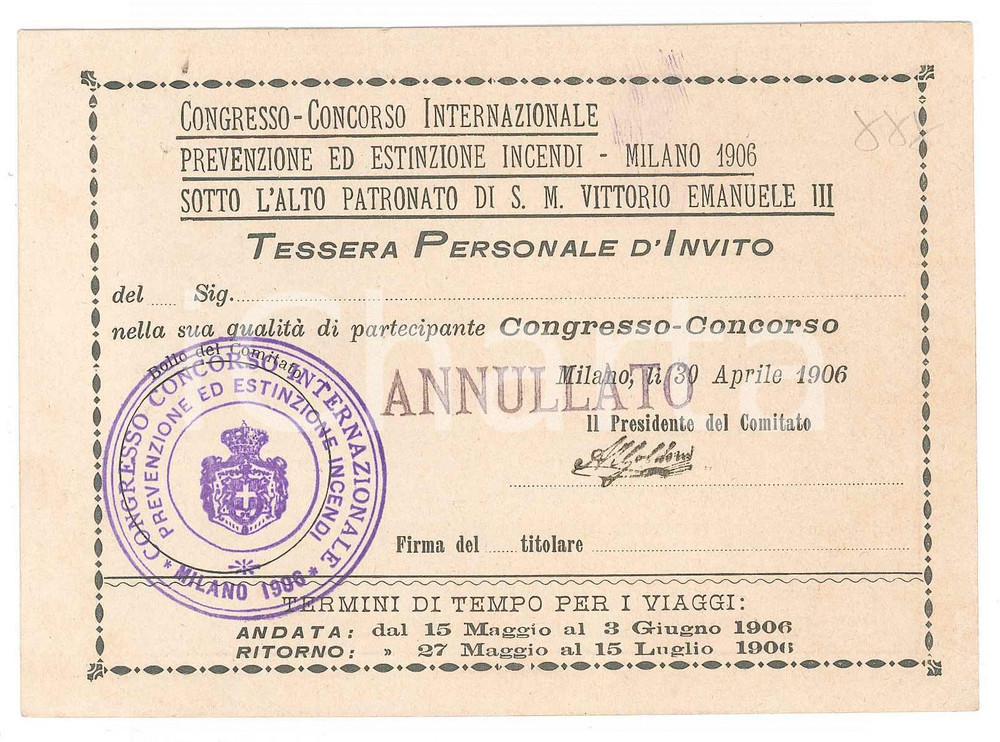 CONGRESSO-CONCORSO INTERNAZIONALE
PREVENZIONE ED ESTINZIONE INCENDI - MILANO 1906
SOTTO L'ALTO PATRONATO DI S. M. VITTORIO EMANUELE III
TESSERA PERSONALE D'INVITO
del ..... Sig.
nella sua qualità di partecipante Congresso-Concorso
Bollo del Comitato
CONGRESSO CONCORSO INTERNAZIONALE
PREVENZIONE ED ESTINZIONE INCENDI
* MILANO 1906 *
ANNULLATO
Milano, li 30 Aprile 1906
Il Presidente del Comitato
Firma del ..... titolare
TERMINI DI TEMPO PER I VIAGGI:
ANDATA: dal 15 Maggio al 3 Giugno 1906
RITORNO: » 27 Maggio al 15 Luglio 1906